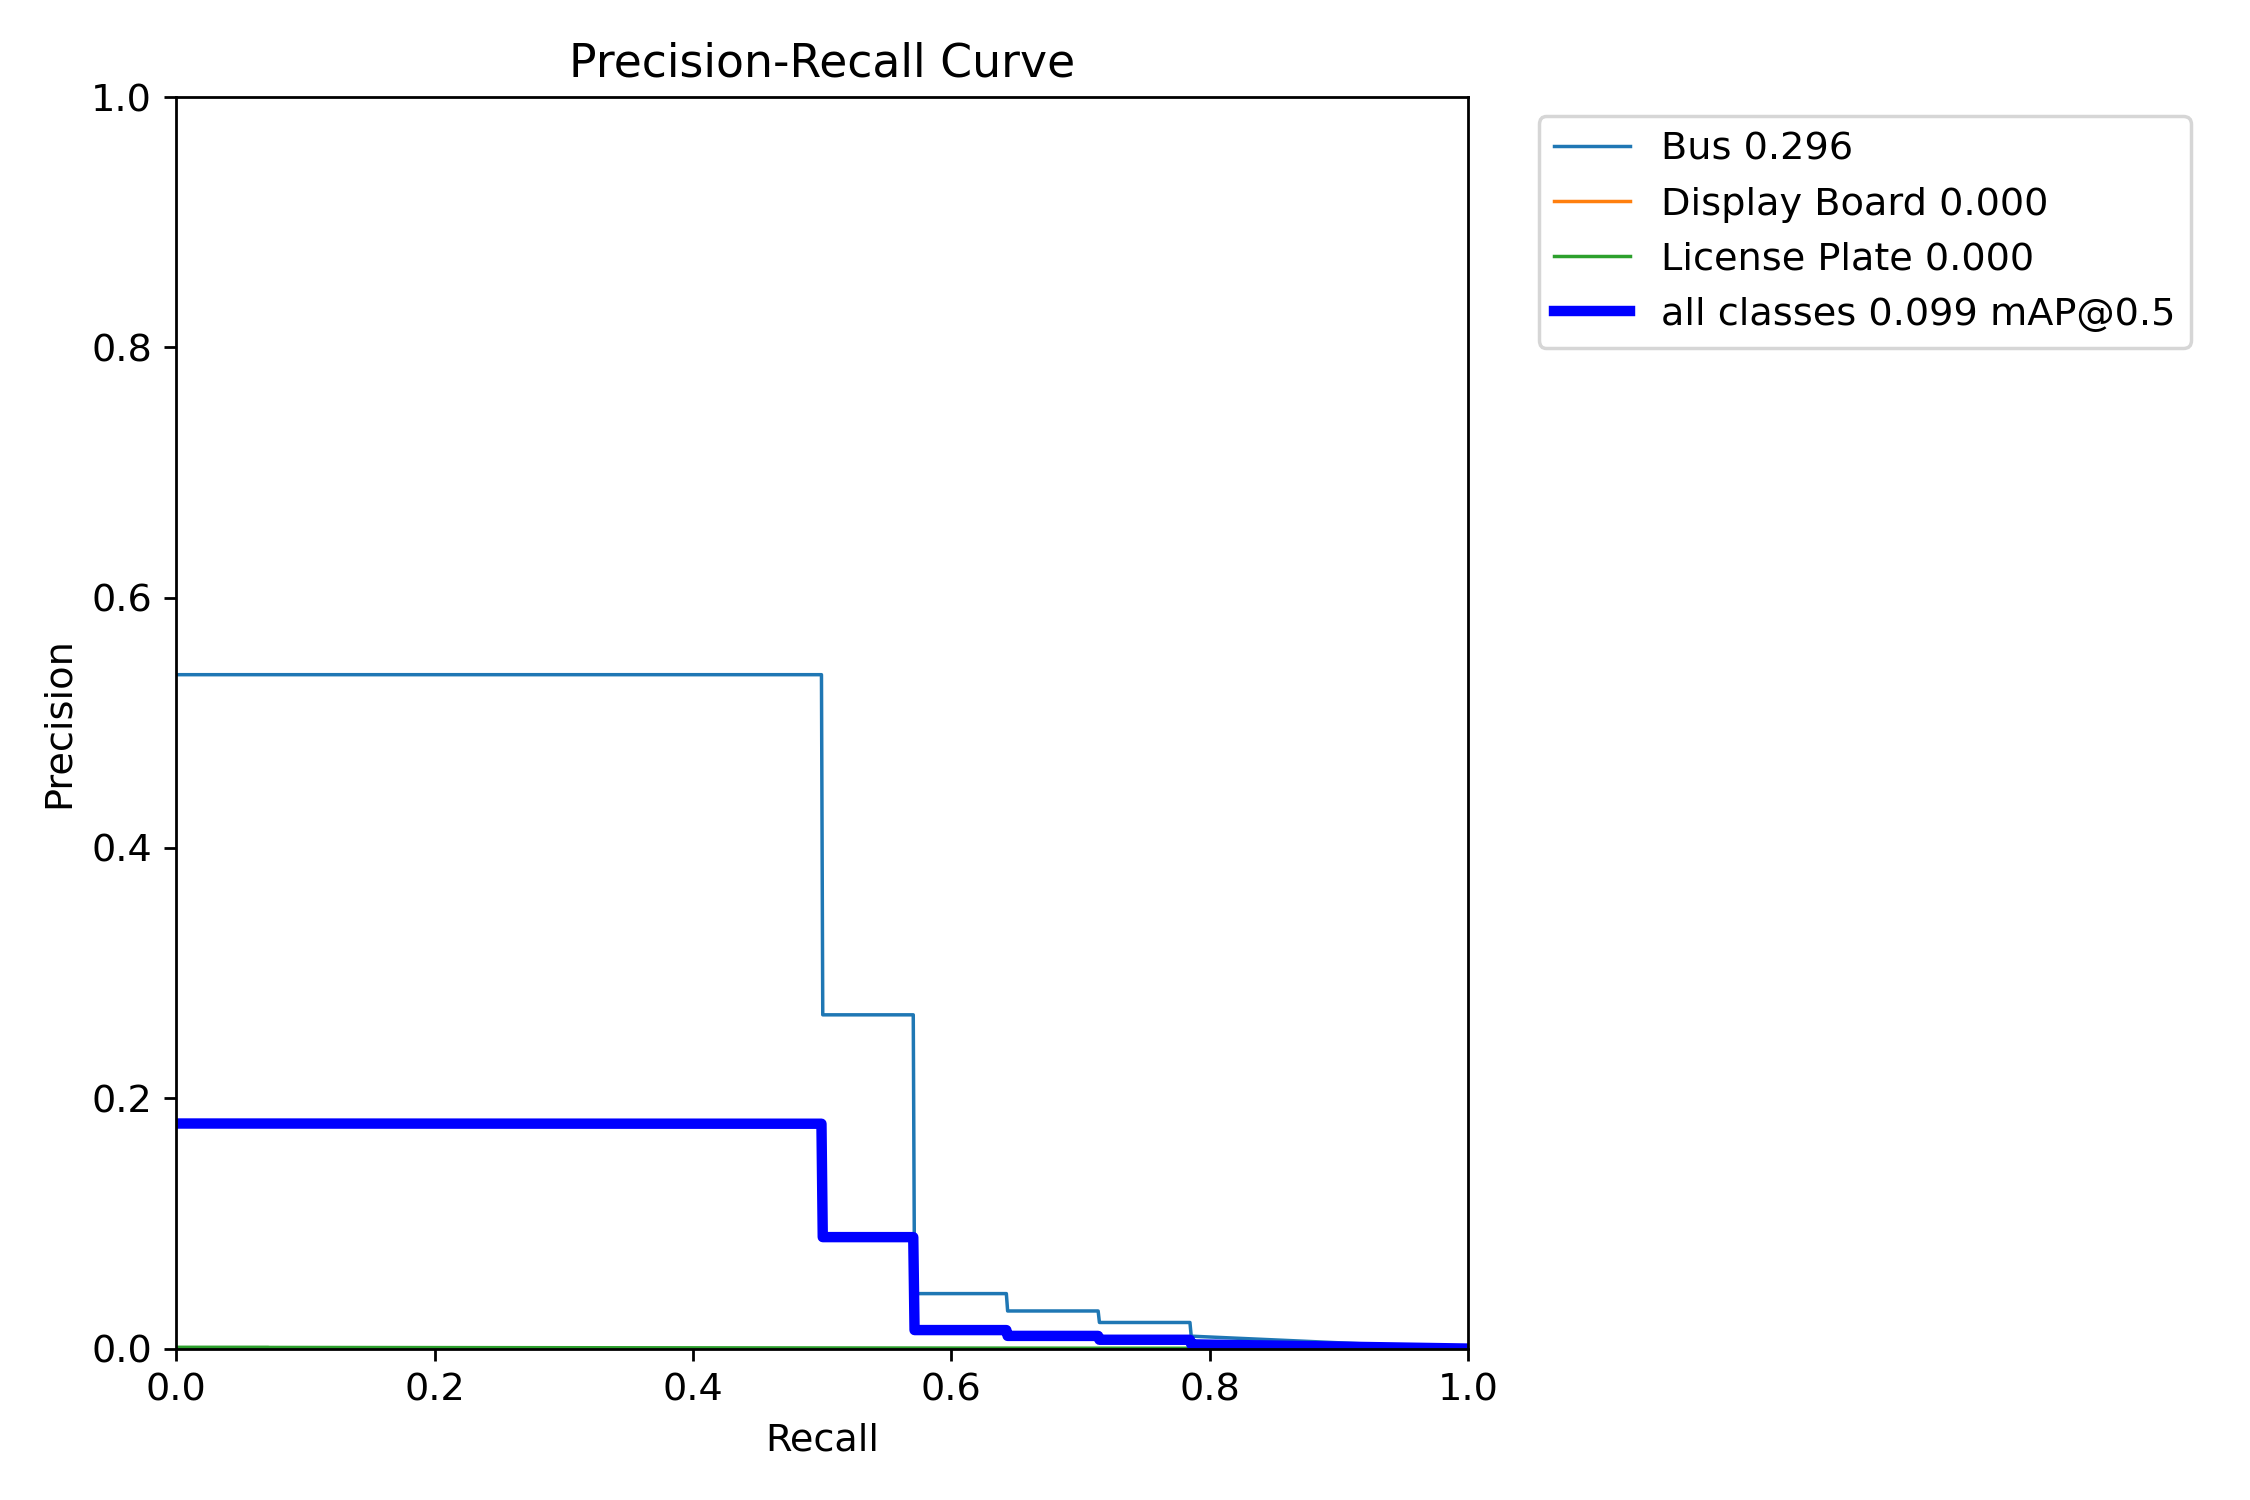 Precision-Recall Curve
1.0
0.8
0.6
0.4
0.2
0.0
Precision
0.0 0.2 0.4 0.6 0.8 1.0
Recall
Bus 0.296
Display Board 0.000
License Plate 0.000
all classes 0.099 mAP@0.5